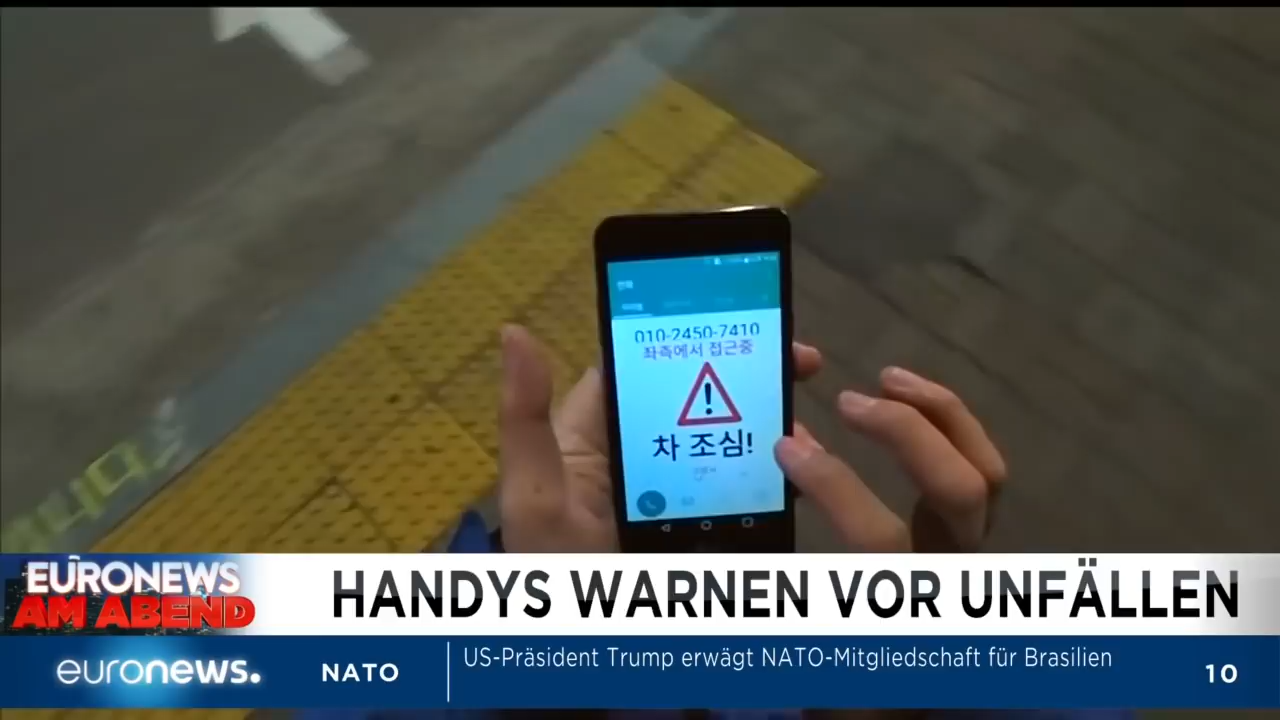 010-2450-7410
좌측에서 접근중
!
차 조심!
EURONEWS
AM ABEND
HANDYS WARNEN VOR UNFÄLLEN
euronews.
NATO
US-Präsident Trump erwägt NATO-Mitgliedschaft für Brasilien
10